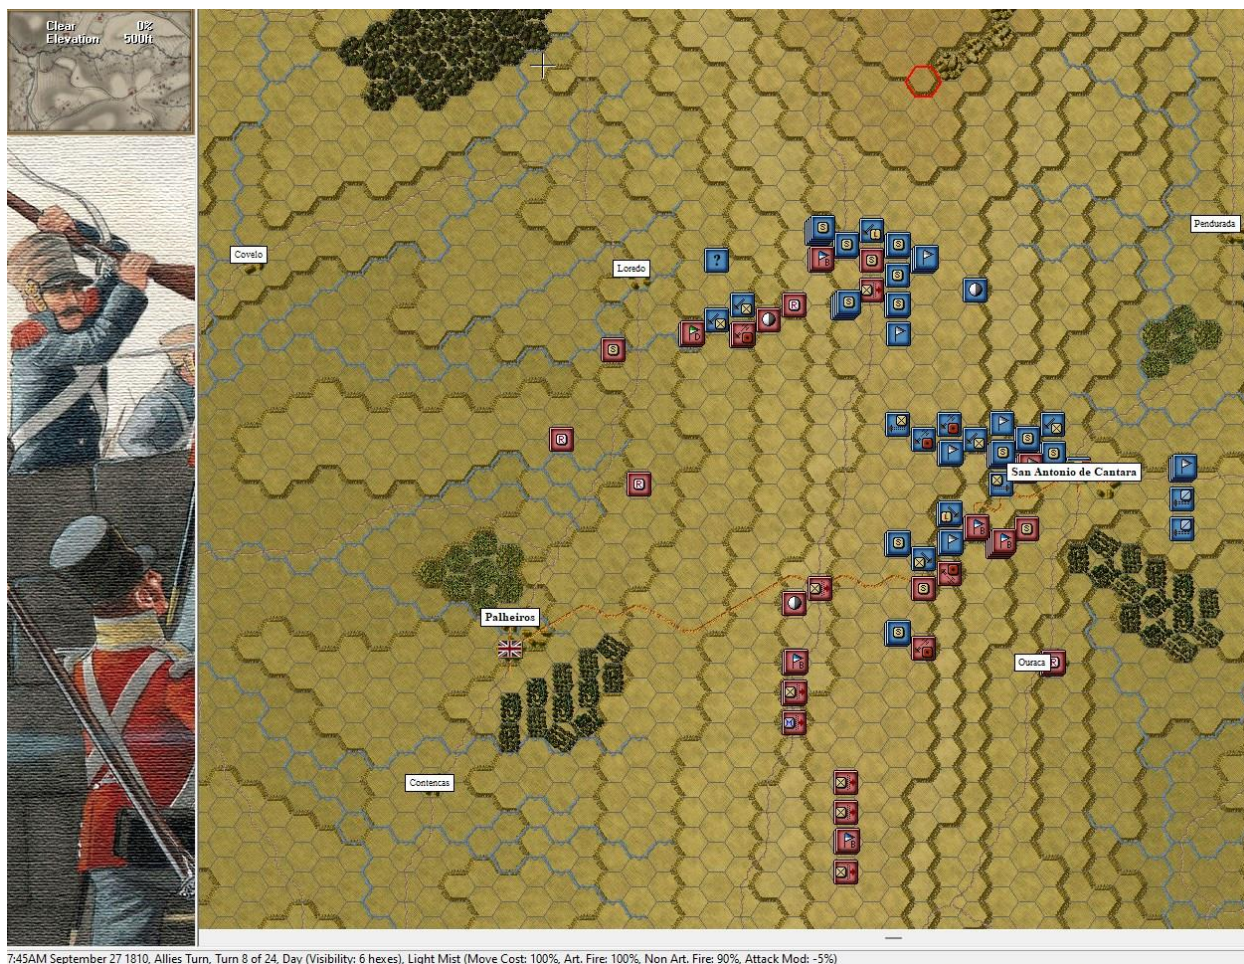 Clear 0%
Elevation 500ft
Pendurada
Covelo
Loredo
San Antonio de Cantara
Palheiros
Ouraca
Contencas
7:45AM September 27 1810, Allies Turn, Turn 8 of 24, Day (Visibility: 6 hexes), Light Mist (Move Cost: 100%, Art. Fire: 100%, Non Art. Fire: 90%, Attack Mod: -5%)